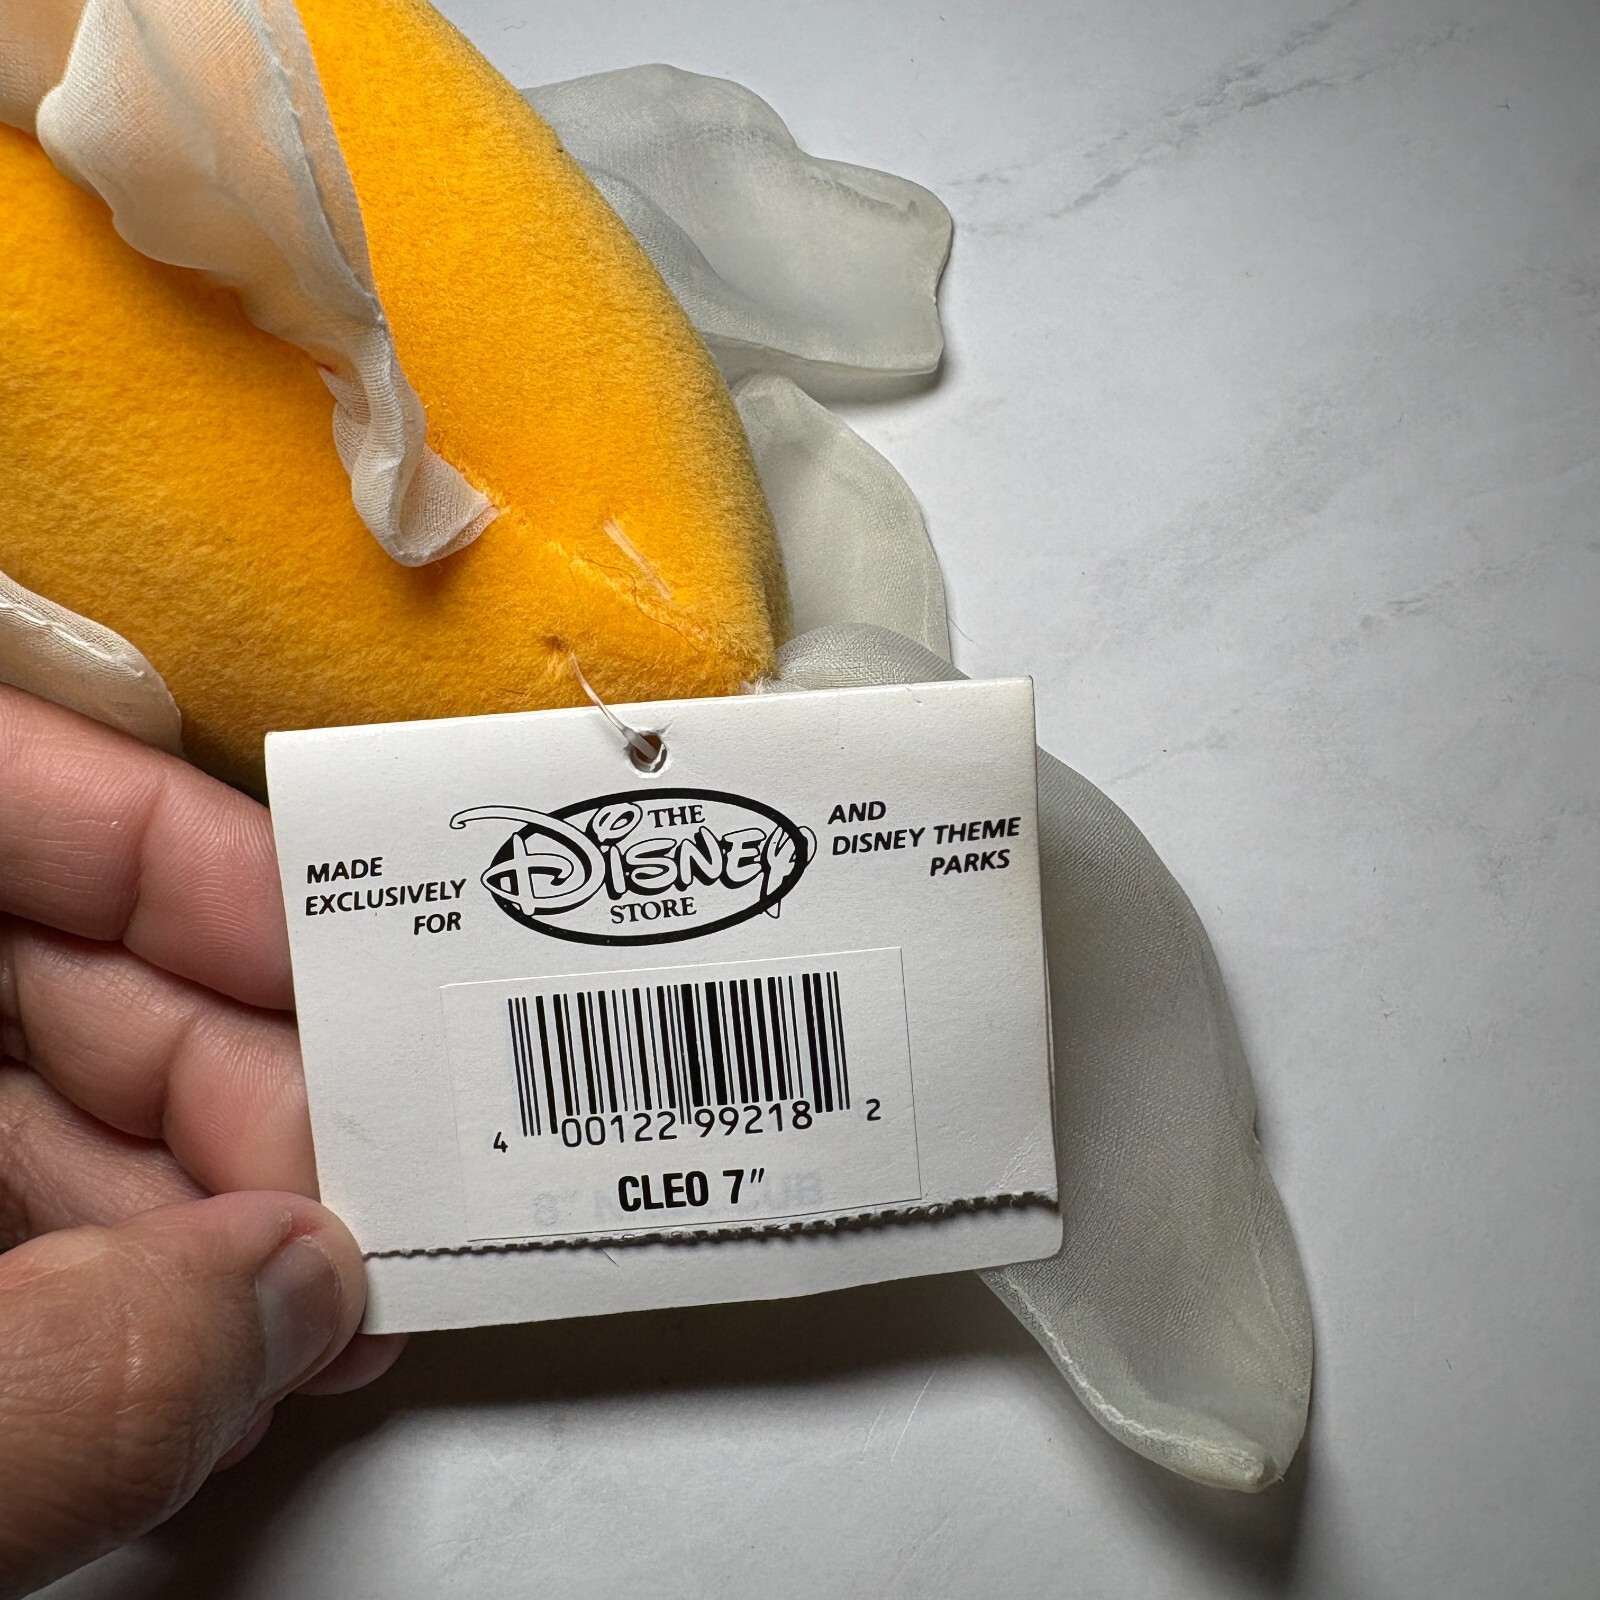 MADE
EXCLUSIVELY
FOR
THE
DISNEY
STORE
AND
DISNEY THEME
PARKS
4 00122 99218 2
CLEO 7"